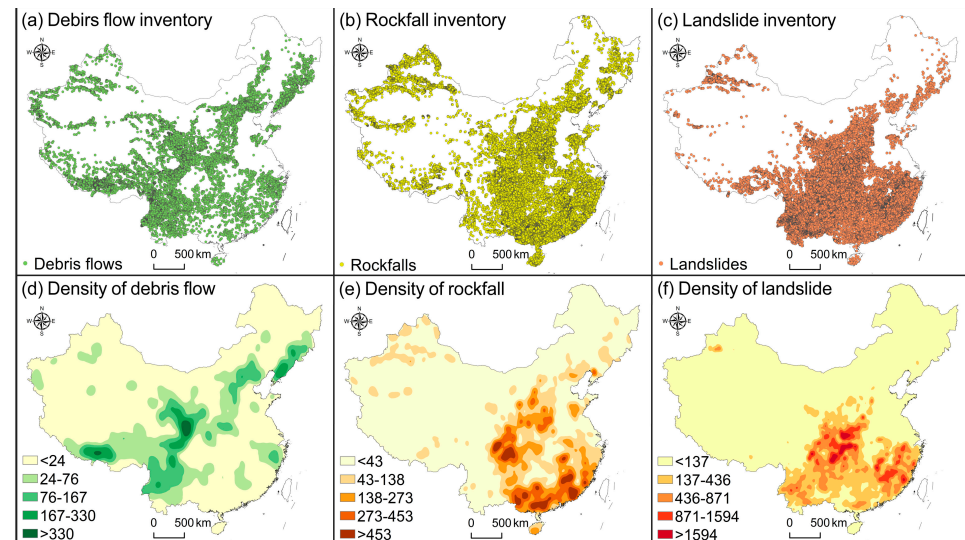 (a) Debirs flow inventory
N
W E
S
Debris flows
0 500 km
(b) Rockfall inventory
N
W E
S
Rockfalls
0 500 km
(c) Landslide inventory
N
W E
S
Landslides
0 500 km
(d) Density of debris flow
N
W E
S
<24
24-76
76-167
167-330
>330
0 500 km
(e) Density of rockfall
N
W E
S
<43
43-138
138-273
273-453
>453
0 500 km
(f) Density of landslide
N
W E
S
<137
137-436
436-871
871-1594
>1594
0 500 km